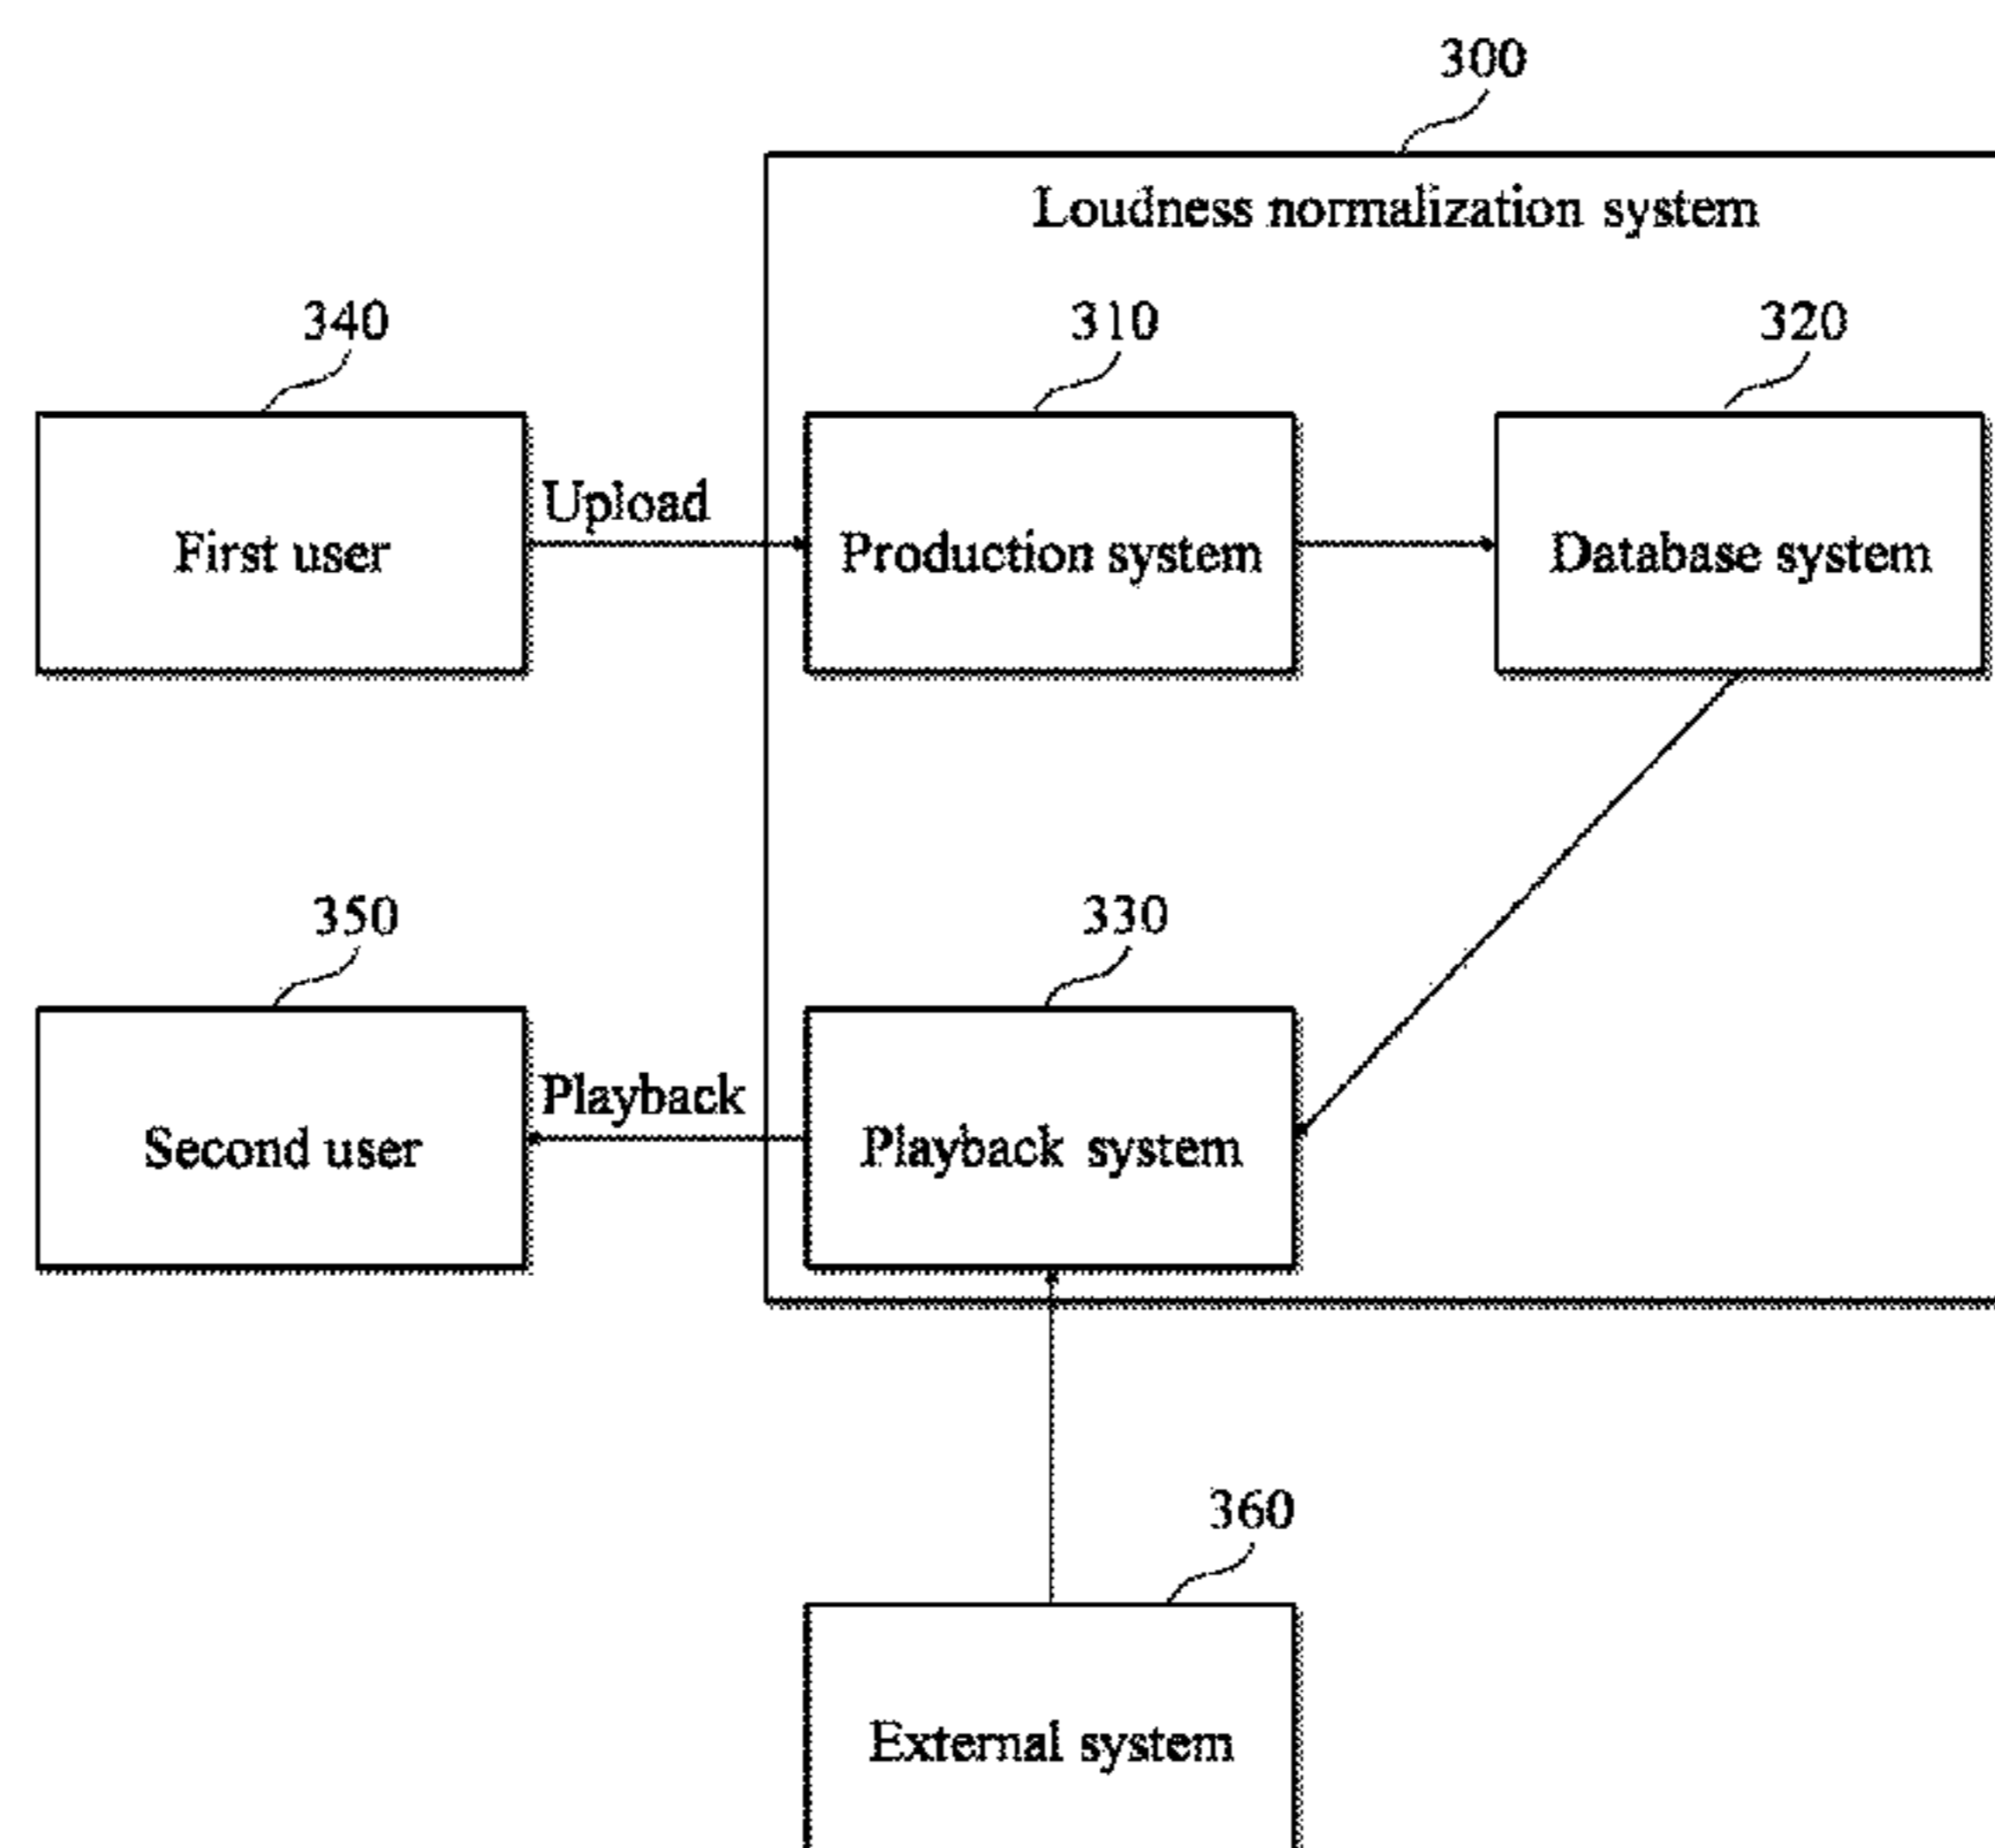 300
Loudness normalization system
340
310
320
First user
Upload
Production system
Database system
350
330
Second user
Playback
Playback system
360
External system